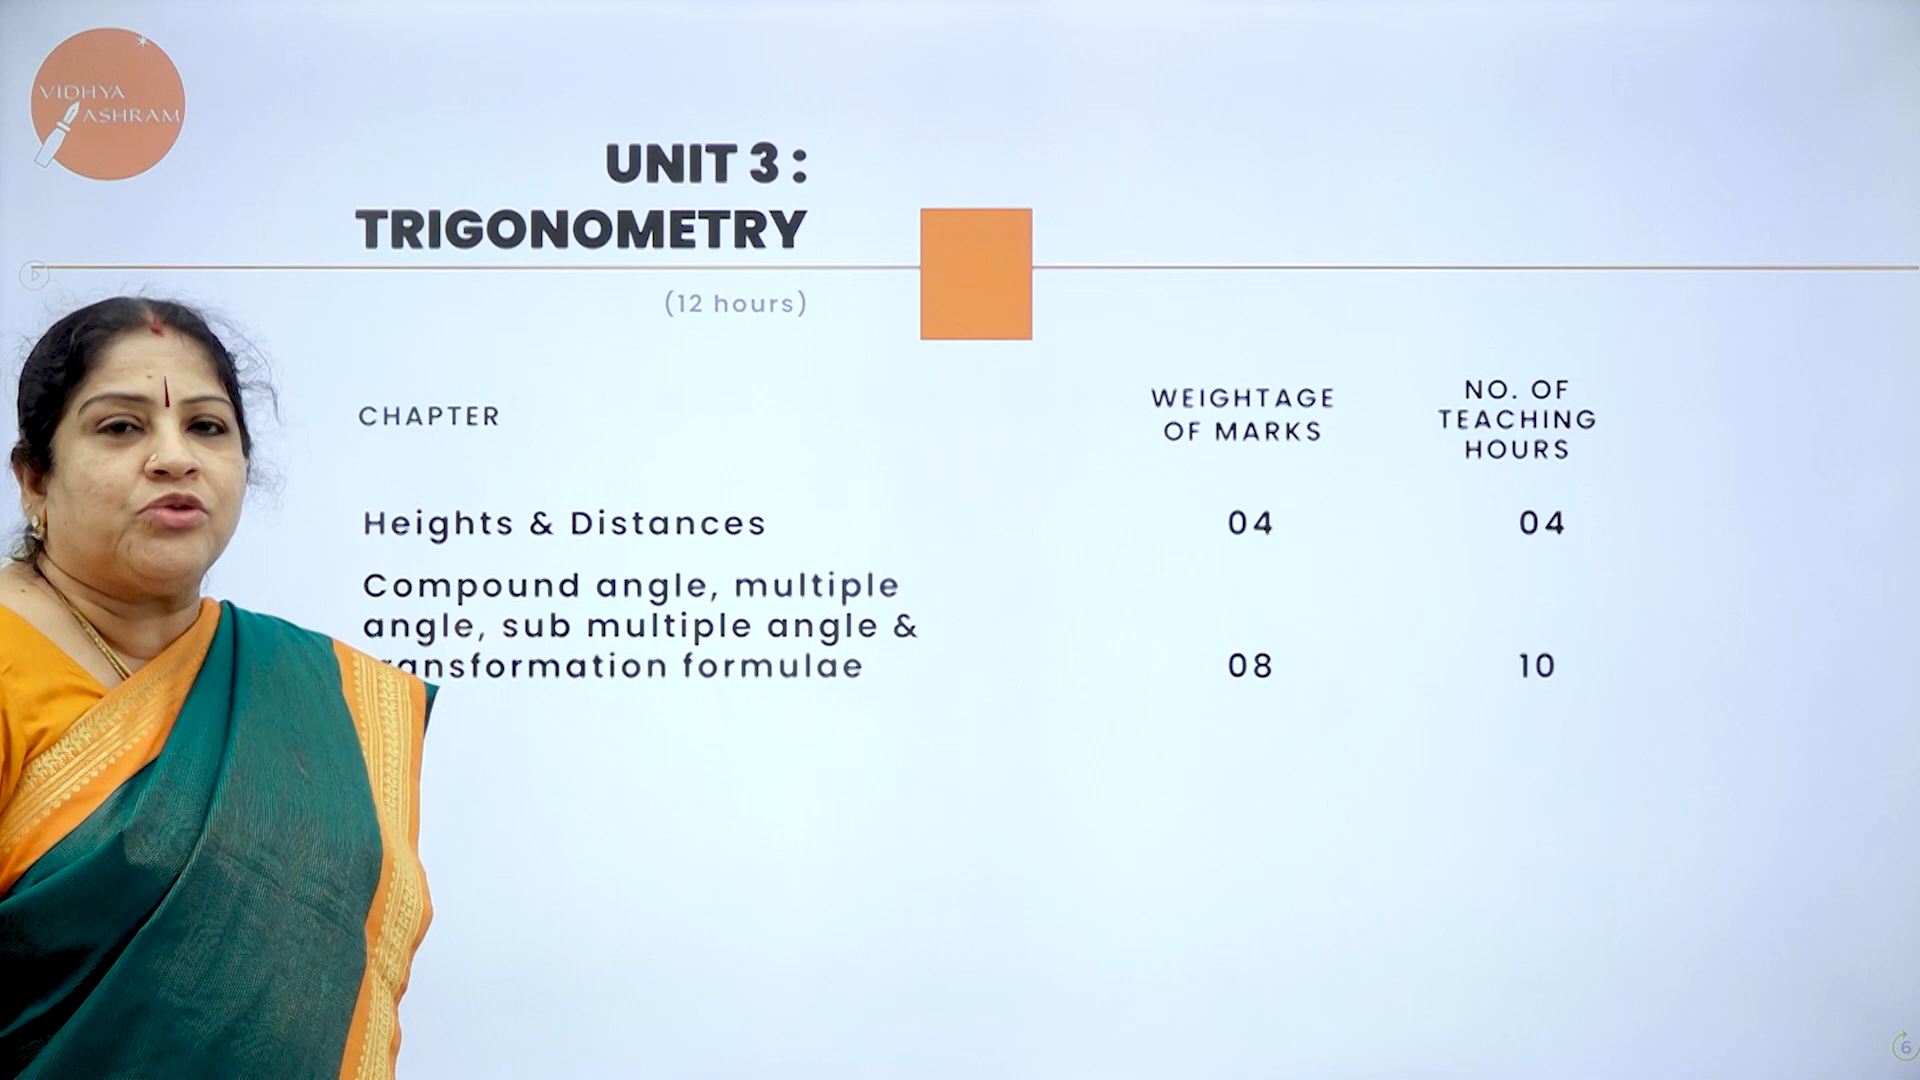 VIDHYA
ASHRAM
UNIT 3 :
TRIGONOMETRY
(12 hours)
CHAPTER
WEIGHTAGE
OF MARKS
NO. OF
TEACHING
HOURS
Heights & Distances
04
04
Compound angle, multiple
angle, sub multiple angle &
ansformation formulae
08
10
6